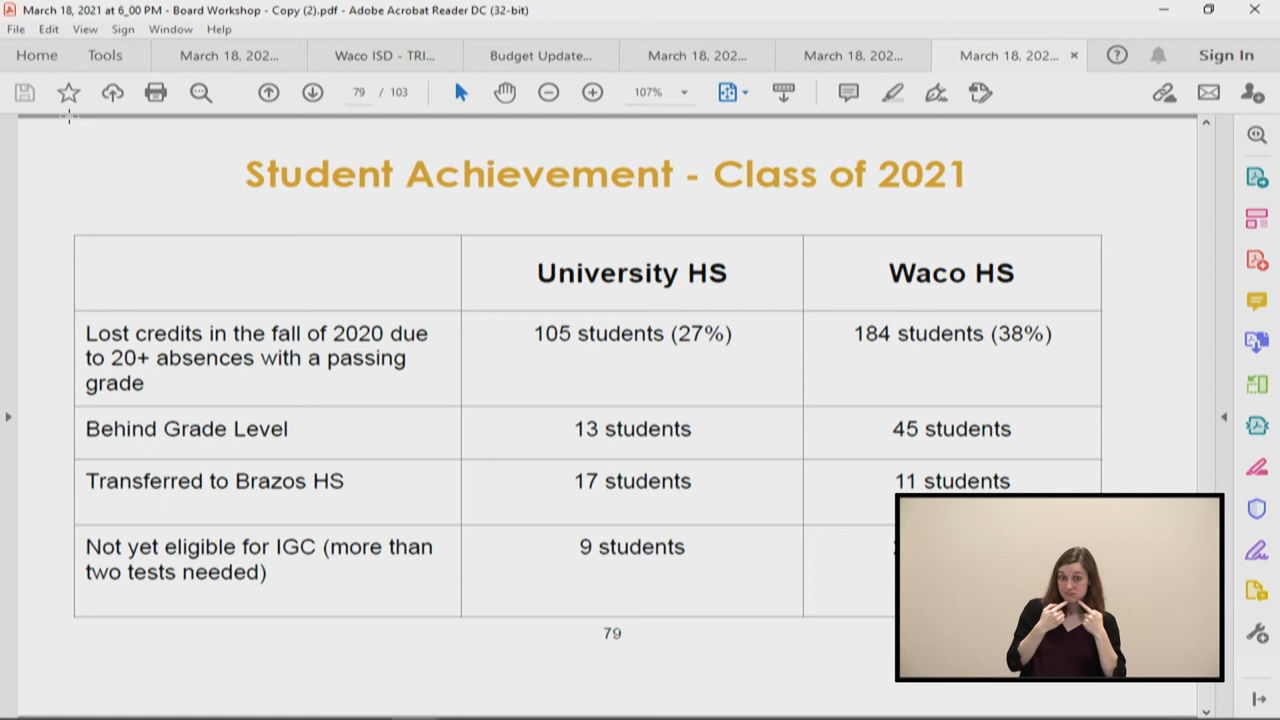 March 18, 2021 at 6_00 PM - Board Workshop - Copy (2).pdf - Adobe Acrobat Reader DC (32-bit)
File Edit View Sign Window Help
Home Tools March 18, 202... Waco ISD - TRI... Budget Update... March 18, 202... March 18, 202... March 18, 202... Sign In
79 / 103 107%
Student Achievement - Class of 2021
University HS Waco HS
Lost credits in the fall of 2020 due 105 students (27%) 184 students (38%)
to 20+ absences with a passing
grade
Behind Grade Level 13 students 45 students
Transferred to Brazos HS 17 students 11 students
Not yet eligible for IGC (more than 9 students
two tests needed)
79